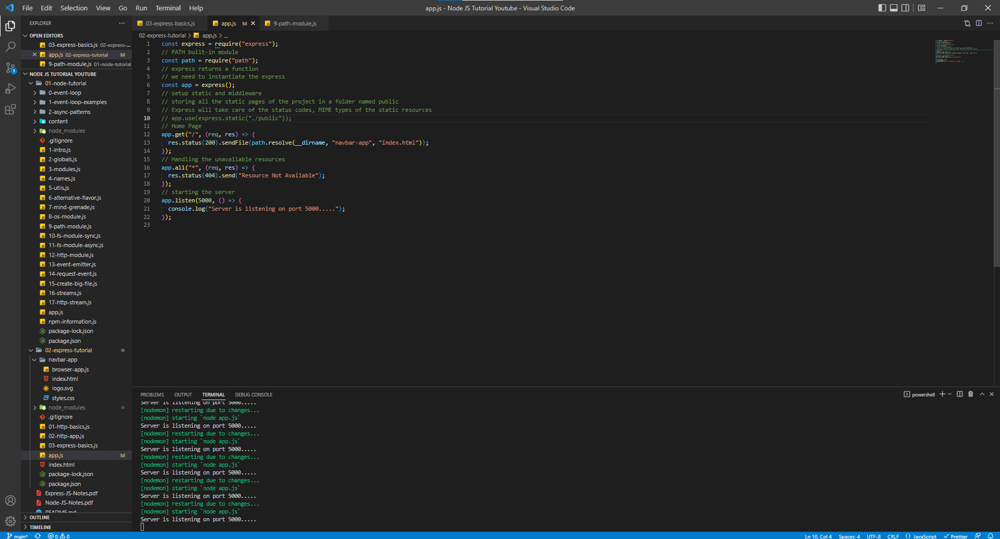 File Edit Selection View Go Run Terminal Help
app.js - Node JS Tutorial Youtube - Visual Studio Code
EXPLORER
OPEN EDITORS
03-express-basics.js 02-express-...
app.js 02-express-tutorial M
9-path-module.js 01-node-tutorial
NODE JS TUTORIAL YOUTUBE
01-node-tutorial
0-event-loop
1-event-loop-examples
2-async-patterns
content
node_modules
.gitignore
1-intro.js
2-globals.js
3-modules.js
4-names.js
5-utlis.js
6-alternative-flavor.js
7-mind-grenade.js
8-os-module.js
9-path-module.js
10-fs-module-sync.js
11-fs-module-async.js
12-http-module.js
13-event-emitter.js
14-request-event.js
15-create-big-file.js
16-streams.js
17-http-stream.js
app.js
npm-information.js
package-lock.json
package.json
02-express-tutorial
navbar-app
browser-app.js
index.html
logo.svg
styles.css
node_modules
.gitignore
01-http-basics.js
02-http-app.js
03-express-basics.js
app.js M
index.html
package-lock.json
package.json
Express-JS-Notes.pdf
Node-JS-Notes.pdf
README.md
OUTLINE
TIMELINE
03-express-basics.js
app.js M
9-path-module.js
02-express-tutorial > app.js > ...
1 const express = require("express");
2 // PATH built-in module
3 const path = require("path");
4 // express returns a function
5 // we need to instantiate the express
6 const app = express();
7 // setup static and middleware
8 // storing all the static pages of the project in a folder named public
9 // Express will take care of the status codes, MIME types of the static resources
10 // app.use(express.static("./public"));
11 // Home Page
12 app.get("/", (req, res) => {
13 res.status(200).sendFile(path.resolve(__dirname, "navbar-app", "index.html"));
14 });
15 // Handling the unavailable resources
16 app.all("*", (req, res) => {
17 res.status(404).send("Resource Not Available");
18 });
19 // starting the server
20 app.listen(5000, () => {
21 console.log("Server is listening on port 5000.....");
22 });
23
PROBLEMS OUTPUT TERMINAL DEBUG CONSOLE
powershell
Server is listening on port 5000.....
[nodemon] restarting due to changes...
[nodemon] starting `node app.js`
Server is listening on port 5000.....
[nodemon] restarting due to changes...
[nodemon] starting `node app.js`
Server is listening on port 5000.....
[nodemon] restarting due to changes...
[nodemon] starting `node app.js`
Server is listening on port 5000.....
[nodemon] restarting due to changes...
[nodemon] starting `node app.js`
Server is listening on port 5000.....
[nodemon] restarting due to changes...
[nodemon] starting `node app.js`
Server is listening on port 5000.....
main* 0 0
Ln 10, Col 4 Spaces: 4 UTF-8 CRLF {} JavaScript Prettier